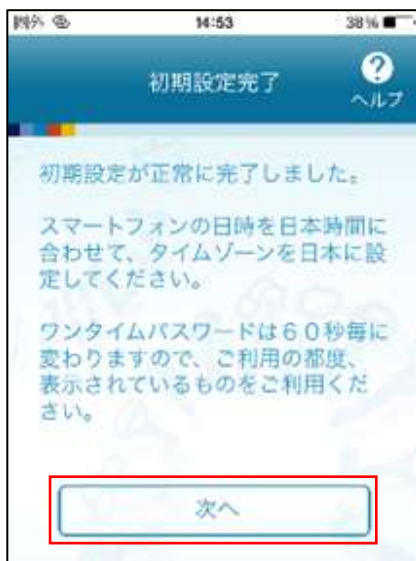 圏外
14:53
38%
初期設定完了
?
ヘルプ
初期設定が正常に完了しました。
スマートフォンの日時を日本時間に
合わせて、タイムゾーンを日本に設
定してください。
ワンタイムパスワードは60秒毎に
変わりますので、ご利用の都度、
表示されているものをご利用くだ
さい。
次へ